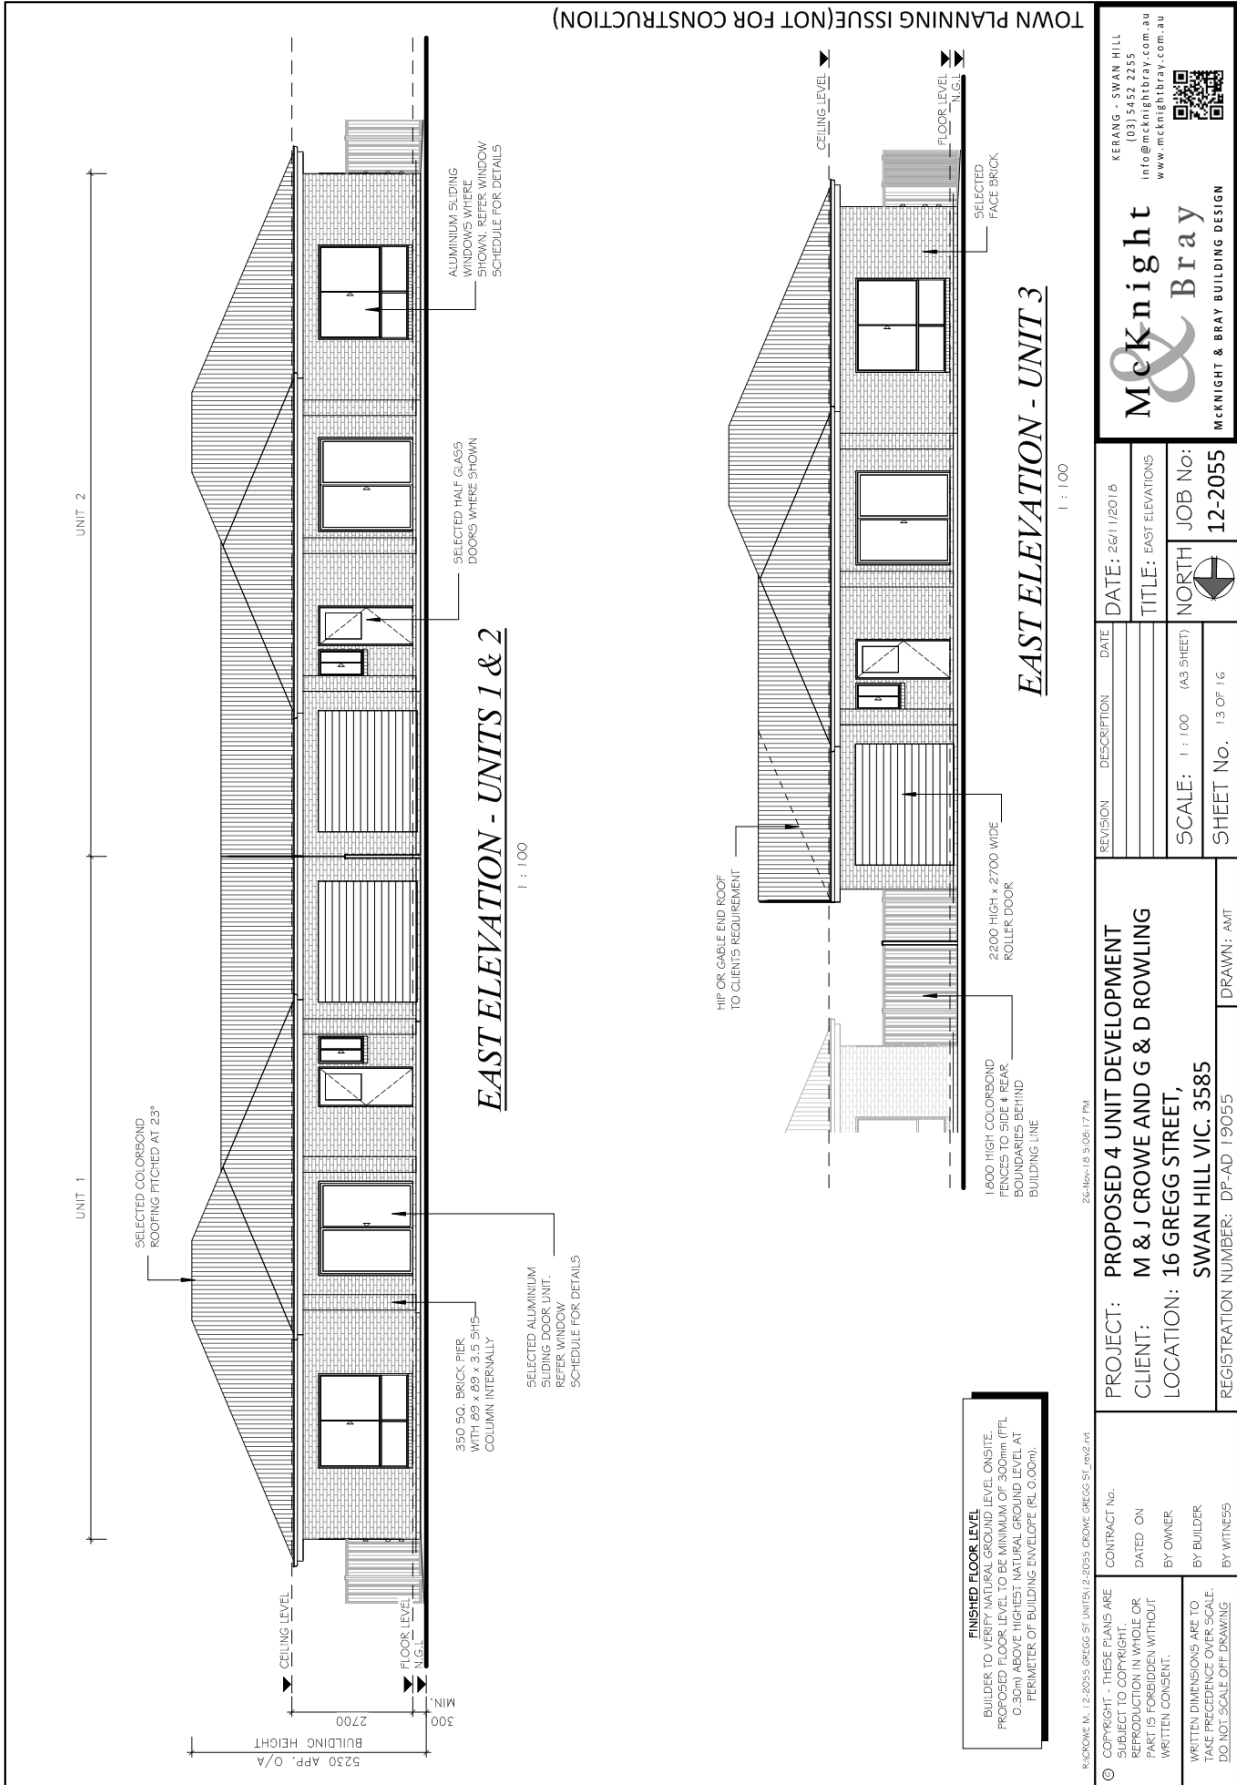 UNIT 1
UNIT 2
SELECTED COLORBOND
ROOFING PITCHED AT 23°
5230 APP. O/A
BUILDING HEIGHT
2700
300
MIN.
CEILING LEVEL
FLOOR LEVEL
N.G.L
350 SQ. BRICK PIER
WITH 89 x 89 x 3.5 SHS
COLUMN INTERNALLY
SELECTED ALUMINIUM
SLIDING DOOR UNIT.
REFER WINDOW
SCHEDULE FOR DETAILS
SELECTED HALF GLASS
DOORS WHERE SHOWN
ALUMINIUM SLIDING
WINDOWS WHERE
SHOWN. REFER WINDOW
SCHEDULE FOR DETAILS
EAST ELEVATION - UNITS 1 & 2
1 : 100
HIP OR GABLE END ROOF
TO CLIENTS REQUIREMENT
CEILING LEVEL
FLOOR LEVEL
N.G.L
1800 HIGH COLORBOND
FENCES TO SIDE & REAR
BOUNDARIES BEHIND
BUILDING LINE
2200 HIGH x 2700 WIDE
ROLLER DOOR
SELECTED
FACE BRICK
EAST ELEVATION - UNIT 3
1 : 100
TOWN PLANNING ISSUE(NOT FOR CONSTRUCTION)
FINISHED FLOOR LEVEL
BUILDER TO VERIFY NATURAL GROUND LEVEL ONSITE.
PROPOSED FLOOR LEVEL TO BE MINIMUM OF 300mm (FFL
0.30m) ABOVE HIGHEST NATURAL GROUND LEVEL AT
PERIMETER OF BUILDING ENVELOPE (RL 0.00m).
26-Nov-18 5:08:17 PM
© COPYRIGHT - THESE PLANS ARE
SUBJECT TO COPYRIGHT.
REPRODUCTION IN WHOLE OR
PART IS FORBIDDEN WITHOUT
WRITTEN CONSENT.
WRITTEN DIMENSIONS ARE TO
TAKE PRECEDENCE OVER SCALE.
DO NOT SCALE OFF DRAWING
CONTRACT No.
DATED ON
BY OWNER
BY BUILDER
BY WITNESS
PROJECT: PROPOSED 4 UNIT DEVELOPMENT
CLIENT: M & J CROWE AND G & D ROWLING
LOCATION: 16 GREGG STREET,
SWAN HILL VIC. 3585
REGISTRATION NUMBER: DP-AD 19055
DRAWN: AMT
REVISION DESCRIPTION DATE
SCALE: 1 : 100 (A3 SHEET)
SHEET No. 13 OF 16
DATE: 26/11/2018
TITLE: EAST ELEVATIONS
NORTH
JOB No:
12-2055
McKnight
& Bray
McKNIGHT & BRAY BUILDING DESIGN
KERANG - SWAN HILL
(03) 5452 2255
info@mcknightbray.com.au
www.mcknightbray.com.au